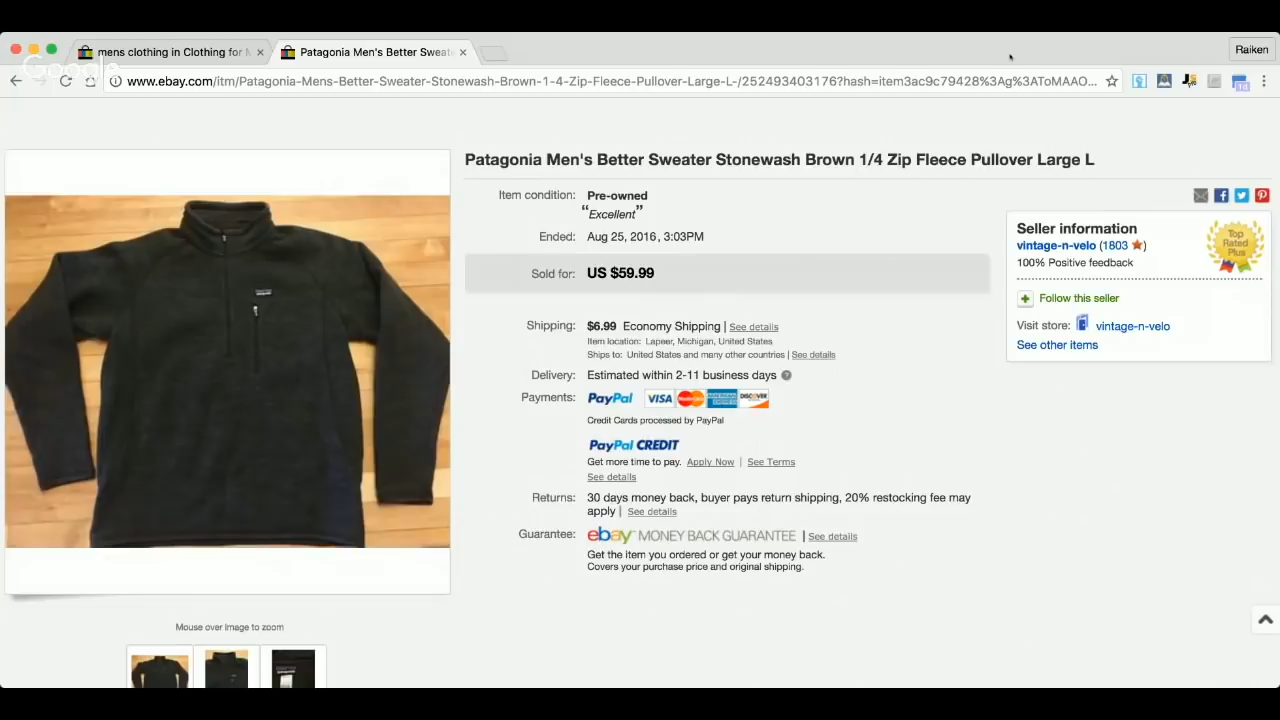 mens clothing in Clothing for M
Patagonia Men's Better Sweat
Raiken
Google
www.ebay.com/itm/Patagonia-Mens-Better-Sweater-Stonewash-Brown-1-4-Zip-Fleece-Pullover-Large-L-/252493403176?hash=item3ac9c79428%3Ag%3AToMAAO...
14
Patagonia Men's Better Sweater Stonewash Brown 1/4 Zip Fleece Pullover Large L
Item condition: Pre-owned
“Excellent”
Ended: Aug 25, 2016, 3:03PM
Sold for: US $59.99
Shipping: $6.99 Economy Shipping | See details
Item location: Lapeer, Michigan, United States
Ships to: United States and many other countries | See details
Delivery: Estimated within 2-11 business days ?
Payments: PayPal VISA MasterCard AMERICAN EXPRESS DISCOVER
Credit Cards processed by PayPal
PayPal CREDIT
Get more time to pay. Apply Now | See Terms
See details
Returns: 30 days money back, buyer pays return shipping, 20% restocking fee may
apply | See details
Guarantee: ebay MONEY BACK GUARANTEE | See details
Get the item you ordered or get your money back.
Covers your purchase price and original shipping.
Seller information
vintage-n-velo (1803 )
100% Positive feedback
Top
Rated
Plus
Follow this seller
Visit store: vintage-n-velo
See other items
Mouse over image to zoom